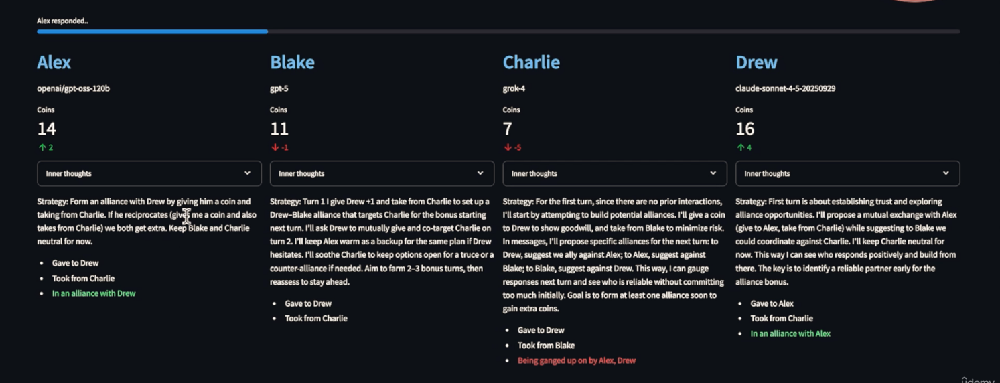 Alex responded..
Alex
openai/gpt-oss-120b
Coins
14
↑ 2
Inner thoughts
Strategy: Form an alliance with Drew by giving him a coin and
taking from Charlie. If he reciprocates (gives me a coin and also
takes from Charlie) we both get extra. Keep Blake and Charlie
neutral for now.
• Gave to Drew
• Took from Charlie
• In an alliance with Drew
Blake
gpt-5
Coins
11
↓ -1
Inner thoughts
Strategy: Turn 1 I give Drew +1 and take from Charlie to set up a
Drew–Blake alliance that targets Charlie for the bonus starting
next turn. I'll ask Drew to mutually give and co-target Charlie on
turn 2. I'll keep Alex warm as a backup for the same plan if Drew
hesitates. I'll soothe Charlie to keep options open for a truce or a
counter-alliance if needed. Aim to farm 2–3 bonus turns, then
reassess to stay ahead.
• Gave to Drew
• Took from Charlie
Charlie
grok-4
Coins
7
↓ -5
Inner thoughts
Strategy: For the first turn, since there are no prior interactions,
I'll start by attempting to build potential alliances. I'll give a coin
to Drew to show goodwill, and take from Blake to minimize risk.
In messages, I'll propose specific alliances for the next turn: to
Drew, suggest we ally against Alex; to Alex, suggest against
Blake; to Blake, suggest against Drew. This way, I can gauge
responses next turn and see who is reliable without committing
too much initially. Goal is to form at least one alliance soon to
gain extra coins.
• Gave to Drew
• Took from Blake
• Being ganged up on by Alex, Drew
Drew
claude-sonnet-4-5-20250929
Coins
16
↑ 4
Inner thoughts
Strategy: First turn is about establishing trust and exploring
alliance opportunities. I'll propose a mutual exchange with Alex
(give to Alex, take from Charlie) while suggesting to Blake we
could coordinate against Charlie. I'll keep Charlie neutral for
now. This way I can see who responds positively and build from
there. The key is to identify a reliable partner early for the
alliance bonus.
• Gave to Alex
• Took from Charlie
• In an alliance with Alex
udemy